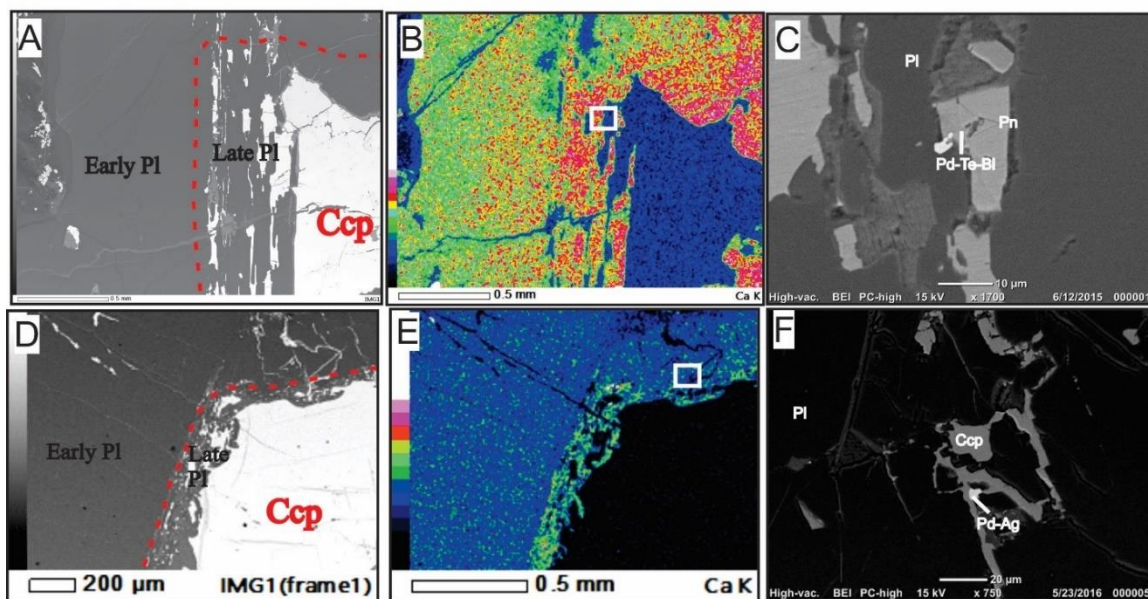 A
Early Pl
Late Pl
Ccp
0.5 mm
IMG1
B
0.5 mm
Ca K
C
Pl
Pn
Pd-Te-Bi
10 μm
High-vac. BEI PC-high 15 kV x 1700 6/12/2015 000001
D
Early Pl
Late
Pl
Ccp
200 μm
IMG1(frame1)
E
0.5 mm
Ca K
F
Pl
Ccp
Pd-Ag
20 μm
High-vac. BEI PC-high 15 kV x 750 5/23/2016 000001